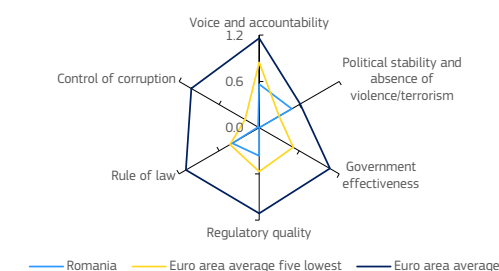 Voice and accountability
1.2
Political stability and
absence of
violence/terrorism
Control of corruption
0.6
0.0
Government
effectiveness
Rule of law
Regulatory quality
Romania
Euro area average five lowest
Euro area average